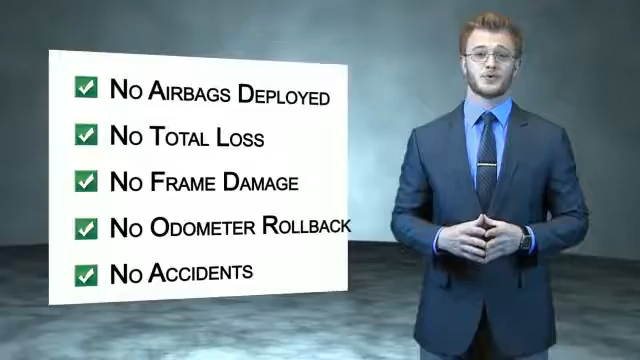 No Airbags Deployed
No Total Loss
No Frame Damage
No Odometer Rollback
No Accidents